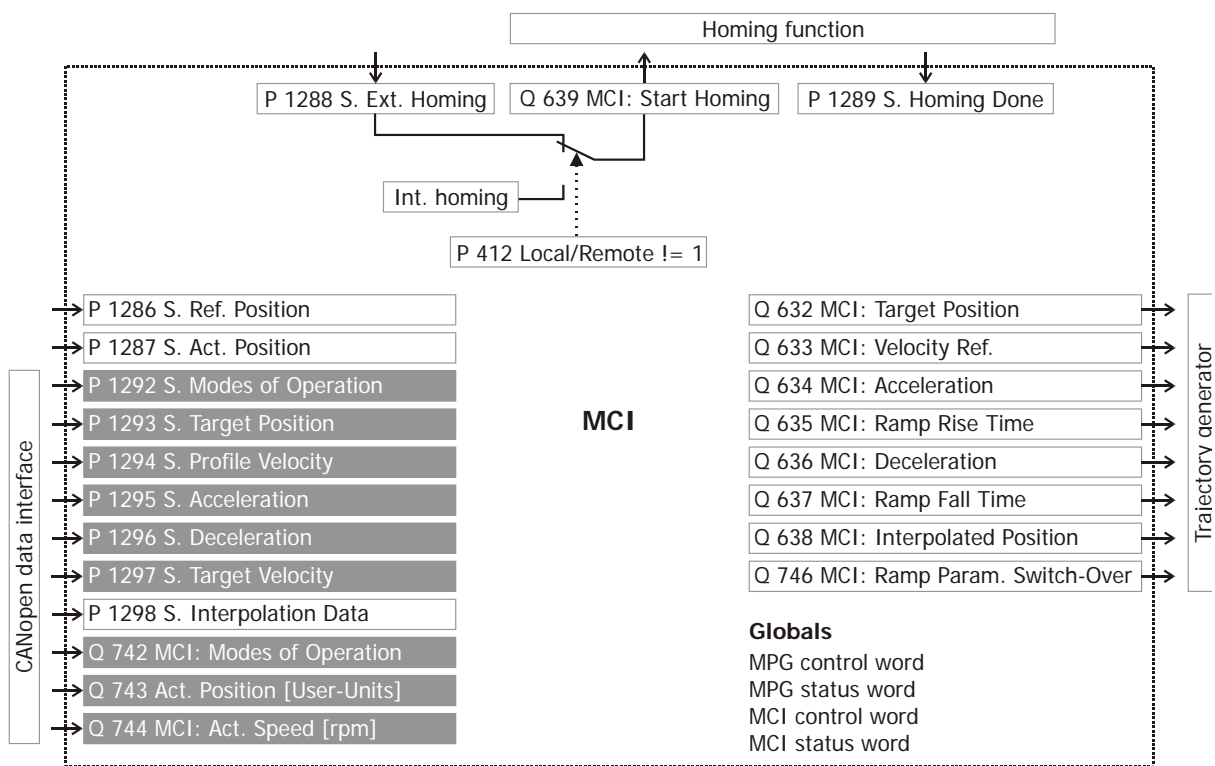 Homing function
P 1288 S. Ext. Homing
Q 639 MCI: Start Homing
P 1289 S. Homing Done
Int. homing
P 412 Local/Remote != 1
CANopen data interface
P 1286 S. Ref. Position
P 1287 S. Act. Position
P 1292 S. Modes of Operation
P 1293 S. Target Position
P 1294 S. Profile Velocity
P 1295 S. Acceleration
P 1296 S. Deceleration
P 1297 S. Target Velocity
P 1298 S. Interpolation Data
Q 742 MCI: Modes of Operation
Q 743 Act. Position [User-Units]
Q 744 MCI: Act. Speed [rpm]
MCI
Q 632 MCI: Target Position
Q 633 MCI: Velocity Ref.
Q 634 MCI: Acceleration
Q 635 MCI: Ramp Rise Time
Q 636 MCI: Deceleration
Q 637 MCI: Ramp Fall Time
Q 638 MCI: Interpolated Position
Q 746 MCI: Ramp Param. Switch-Over
Trajectory generator
Globals
MPG control word
MPG status word
MCI control word
MCI status word